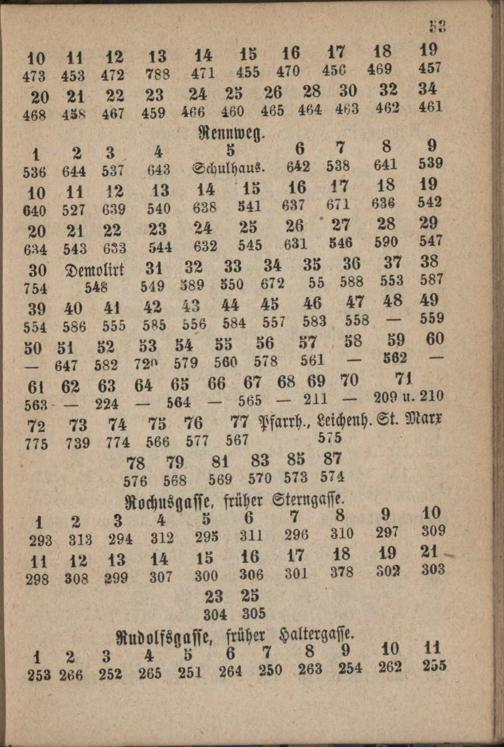 53
10 11 12 13 14 15 16 17 18 19
473 453 472 788 471 455 470 456 469 457
20 21 22 23 24 25 26 28 30 32 34
468 458 467 459 466 460 465 464 463 462 461
Rennweg.
1 2 3 4 5 6 7 8 9
536 644 537 643 Schulhaus. 642 538 641 539
10 11 12 13 14 15 16 17 18 19
640 527 639 540 638 541 637 671 636 542
20 21 22 23 24 25 26 27 28 29
634 543 633 544 632 545 631 546 590 547
30 Demolirt 31 32 33 34 35 36 37 38
754 548 549 589 550 672 55 588 553 587
39 40 41 42 43 44 45 46 47 48 49
554 586 555 585 556 584 557 583 558 — 559
50 51 52 53 54 55 56 57 58 59 60
— 647 582 720 579 560 578 561 — 562 —
61 62 63 64 65 66 67 68 69 70 71
563 — 224 — 564 — 565 — 211 — 209 u. 210
72 73 74 75 76 77 Pfarrh., Leichenh. St. Marx
775 739 774 566 577 567 575
78 79 81 83 85 87
576 568 569 570 573 574
Rochusgasse, früher Sterngasse.
1 2 3 4 5 6 7 8 9 10
293 313 294 312 295 311 296 310 297 309
11 12 13 14 15 16 17 18 19 21
298 308 299 307 300 306 301 378 302 303
23 25
304 305
Rudolfsgasse, früher Haltergasse.
1 2 3 4 5 6 7 8 9 10 11
253 266 252 265 251 264 250 263 254 262 255